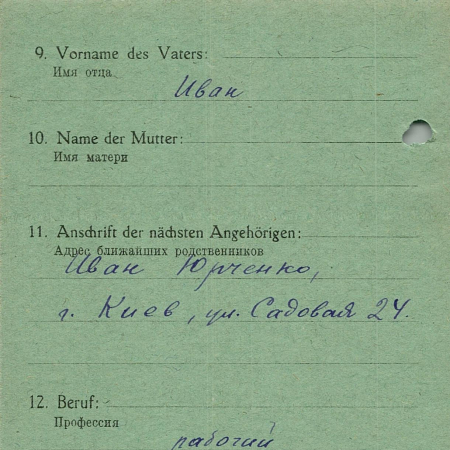 9. Vorname des Vaters:
Имя отца
Иван
10. Name der Mutter:
Имя матери
11. Anschrift der nächsten Angehörigen:
Адрес ближайших родственников
Иван Юрченко,
г. Киев, ул. Садовая 24.
12. Beruf:
Профессия
рабочий